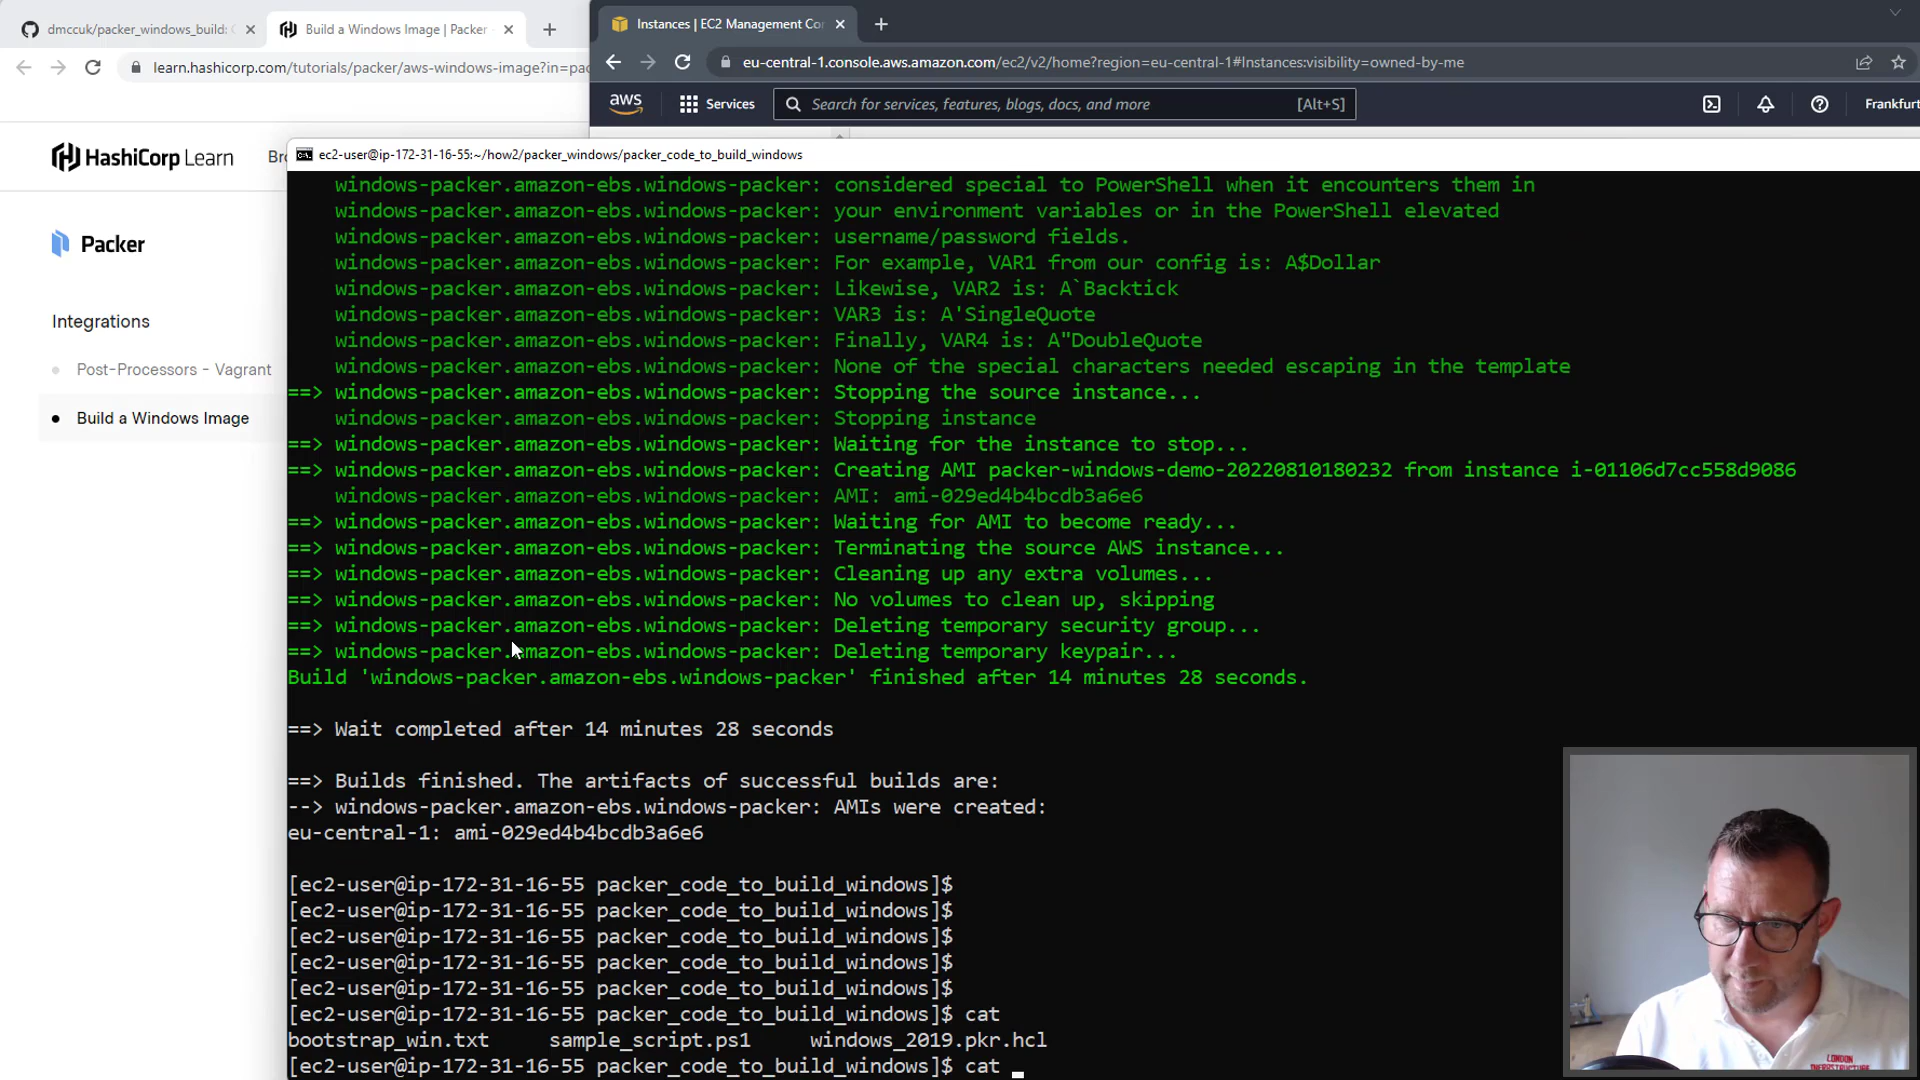 dmccuk/packer_windows_build:
Build a Windows Image | Packer
Instances | EC2 Management Co
learn.hashicorp.com/tutorials/packer/aws-windows-image?in=pac
eu-central-1.console.aws.amazon.com/ec2/v2/home?region=eu-central-1#Instances:visibility=owned-by-me
aws
Services
Search for services, features, blogs, docs, and more
[Alt+S]
Frankfurt
HashiCorp Learn
Bro
ec2-user@ip-172-31-16-55:~/how2/packer_windows/packer_code_to_build_windows
Packer
Integrations
Post-Processors - Vagrant
Build a Windows Image
windows-packer.amazon-ebs.windows-packer: considered special to PowerShell when it encounters them in
windows-packer.amazon-ebs.windows-packer: your environment variables or in the PowerShell elevated
windows-packer.amazon-ebs.windows-packer: username/password fields.
windows-packer.amazon-ebs.windows-packer: For example, VAR1 from our config is: A$Dollar
windows-packer.amazon-ebs.windows-packer: Likewise, VAR2 is: A`Backtick
windows-packer.amazon-ebs.windows-packer: VAR3 is: A'SingleQuote
windows-packer.amazon-ebs.windows-packer: Finally, VAR4 is: A"DoubleQuote
windows-packer.amazon-ebs.windows-packer: None of the special characters needed escaping in the template
==> windows-packer.amazon-ebs.windows-packer: Stopping the source instance...
windows-packer.amazon-ebs.windows-packer: Stopping instance
==> windows-packer.amazon-ebs.windows-packer: Waiting for the instance to stop...
==> windows-packer.amazon-ebs.windows-packer: Creating AMI packer-windows-demo-20220810180232 from instance i-01106d7cc558d9086
windows-packer.amazon-ebs.windows-packer: AMI: ami-029ed4b4bcdb3a6e6
==> windows-packer.amazon-ebs.windows-packer: Waiting for AMI to become ready...
==> windows-packer.amazon-ebs.windows-packer: Terminating the source AWS instance...
==> windows-packer.amazon-ebs.windows-packer: Cleaning up any extra volumes...
==> windows-packer.amazon-ebs.windows-packer: No volumes to clean up, skipping
==> windows-packer.amazon-ebs.windows-packer: Deleting temporary security group...
==> windows-packer.amazon-ebs.windows-packer: Deleting temporary keypair...
Build 'windows-packer.amazon-ebs.windows-packer' finished after 14 minutes 28 seconds.
==> Wait completed after 14 minutes 28 seconds
==> Builds finished. The artifacts of successful builds are:
--> windows-packer.amazon-ebs.windows-packer: AMIs were created:
eu-central-1: ami-029ed4b4bcdb3a6e6
[ec2-user@ip-172-31-16-55 packer_code_to_build_windows]$
[ec2-user@ip-172-31-16-55 packer_code_to_build_windows]$
[ec2-user@ip-172-31-16-55 packer_code_to_build_windows]$
[ec2-user@ip-172-31-16-55 packer_code_to_build_windows]$
[ec2-user@ip-172-31-16-55 packer_code_to_build_windows]$
[ec2-user@ip-172-31-16-55 packer_code_to_build_windows]$ cat
bootstrap_win.txt sample_script.ps1 windows_2019.pkr.hcl
[ec2-user@ip-172-31-16-55 packer_code_to_build_windows]$ cat
LONDON